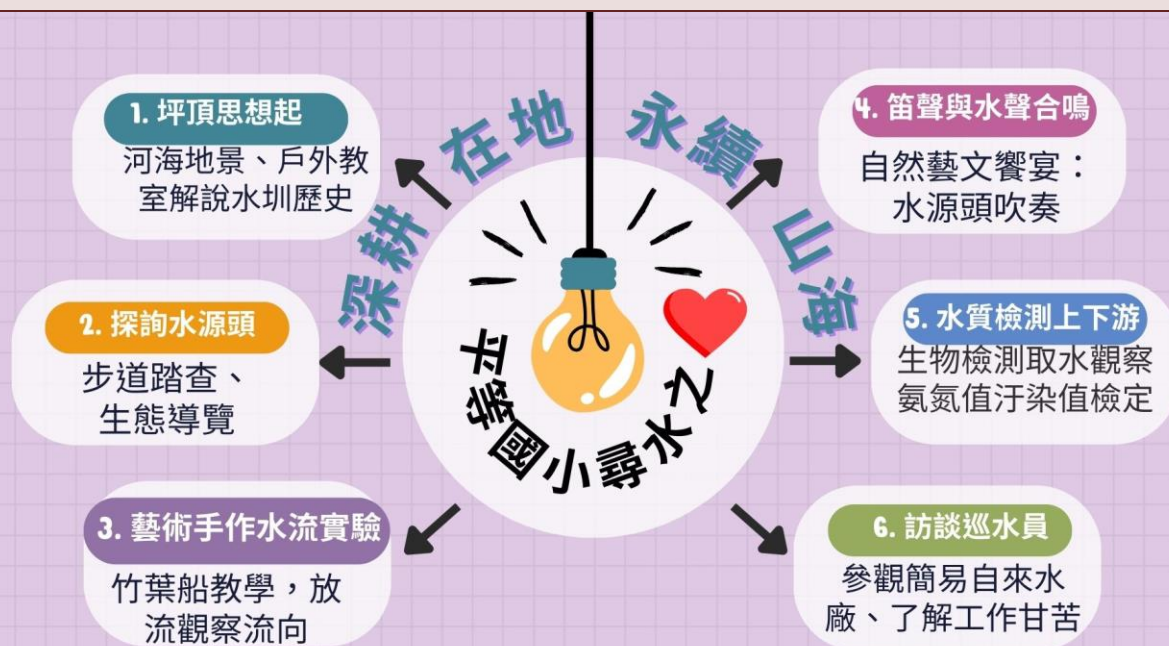 深耕在地 永續山海
平等國小尋水之
1. 坪頂思想起
河海地景、戶外教
室解說水圳歷史
2. 探詢水源頭
步道踏查、
生態導覽
3. 藝術手作水流實驗
竹葉船教學，放
流觀察流向
4. 笛聲與水聲合鳴
自然藝文饗宴：
水源頭吹奏
5. 水質檢測上下游
生物檢測取水觀察
氨氮值汙染值檢定
6. 訪談巡水員
參觀簡易自來水
廠、了解工作甘苦